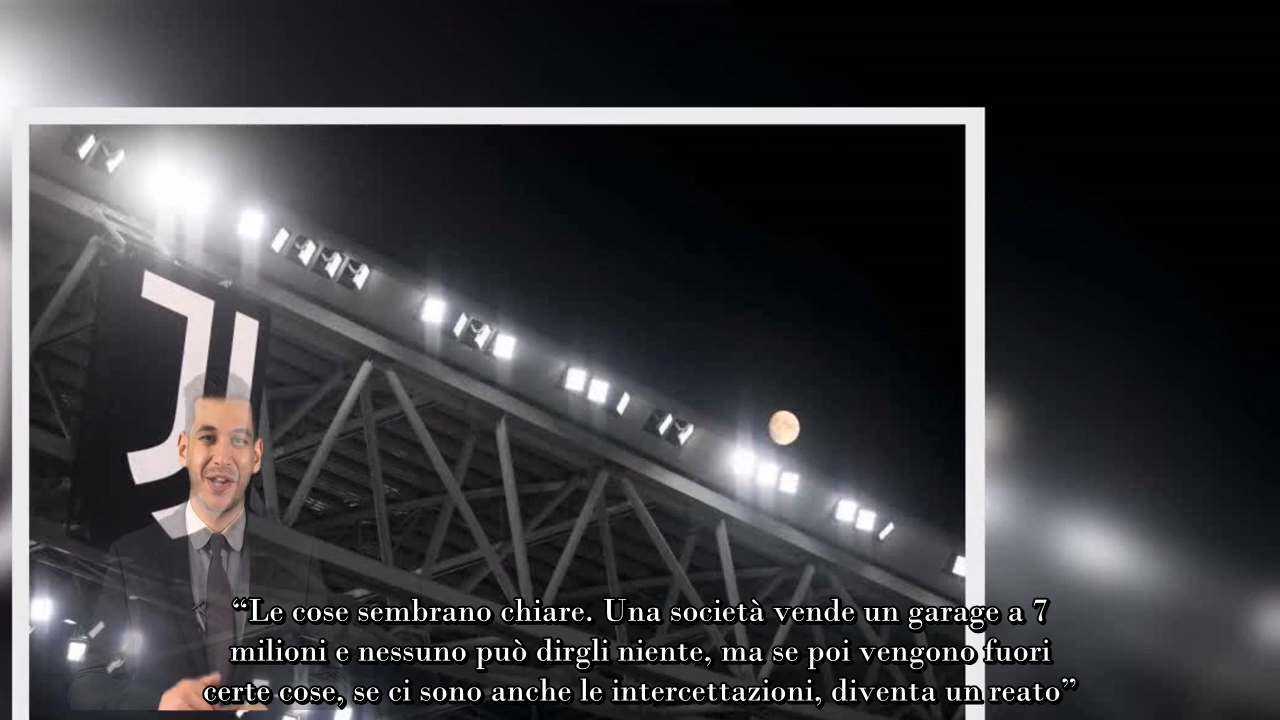 “Le cose sembrano chiare. Una società vende un garage a 7
milioni e nessuno può dirgli niente, ma se poi vengono fuori
certe cose, se ci sono anche le intercettazioni, diventa un reato”